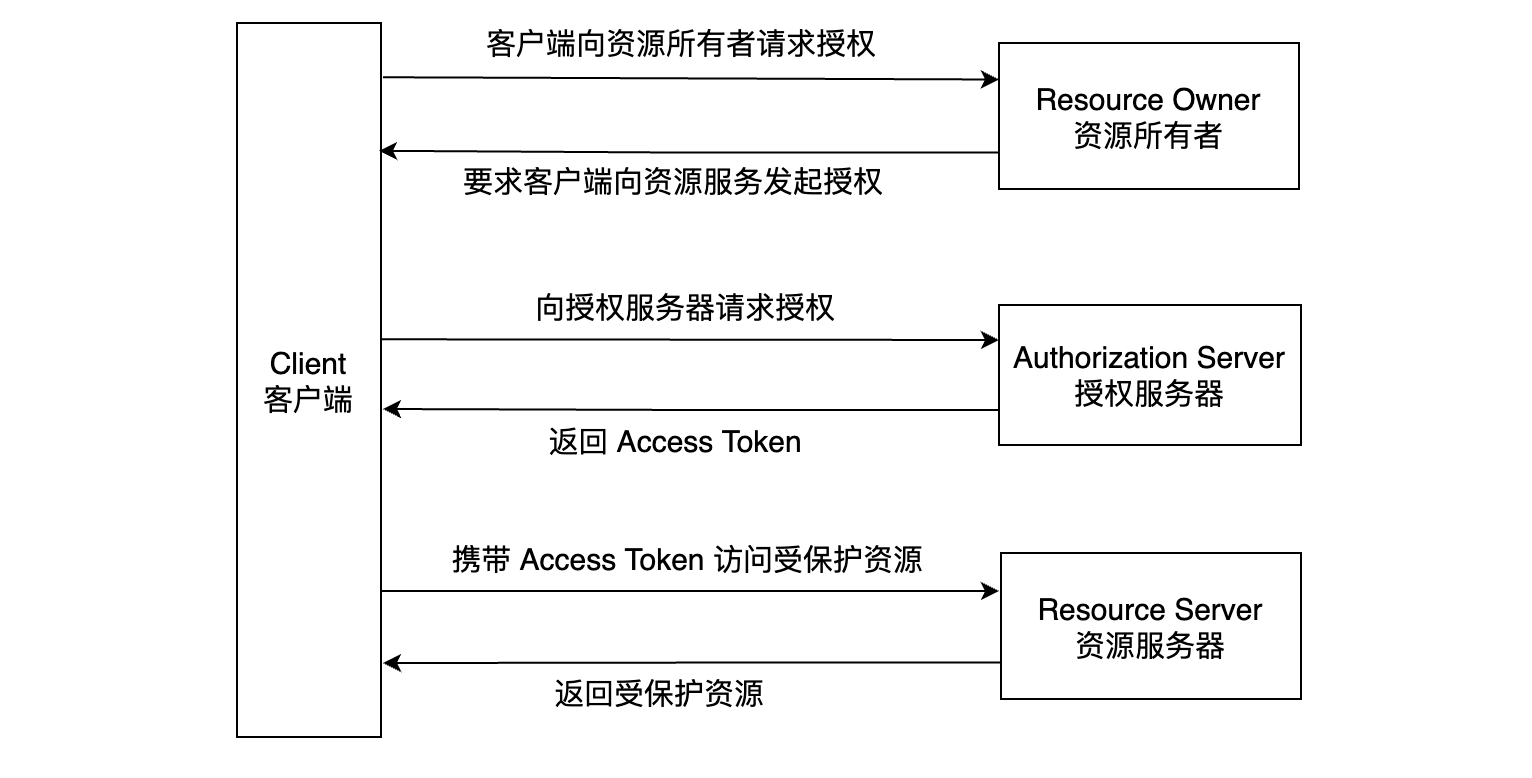 客户端向资源所有者请求授权
Resource Owner
资源所有者
要求客户端向资源服务发起授权
向授权服务器请求授权
Client
客户端
Authorization Server
授权服务器
返回 Access Token
携带 Access Token 访问受保护资源
Resource Server
资源服务器
返回受保护资源